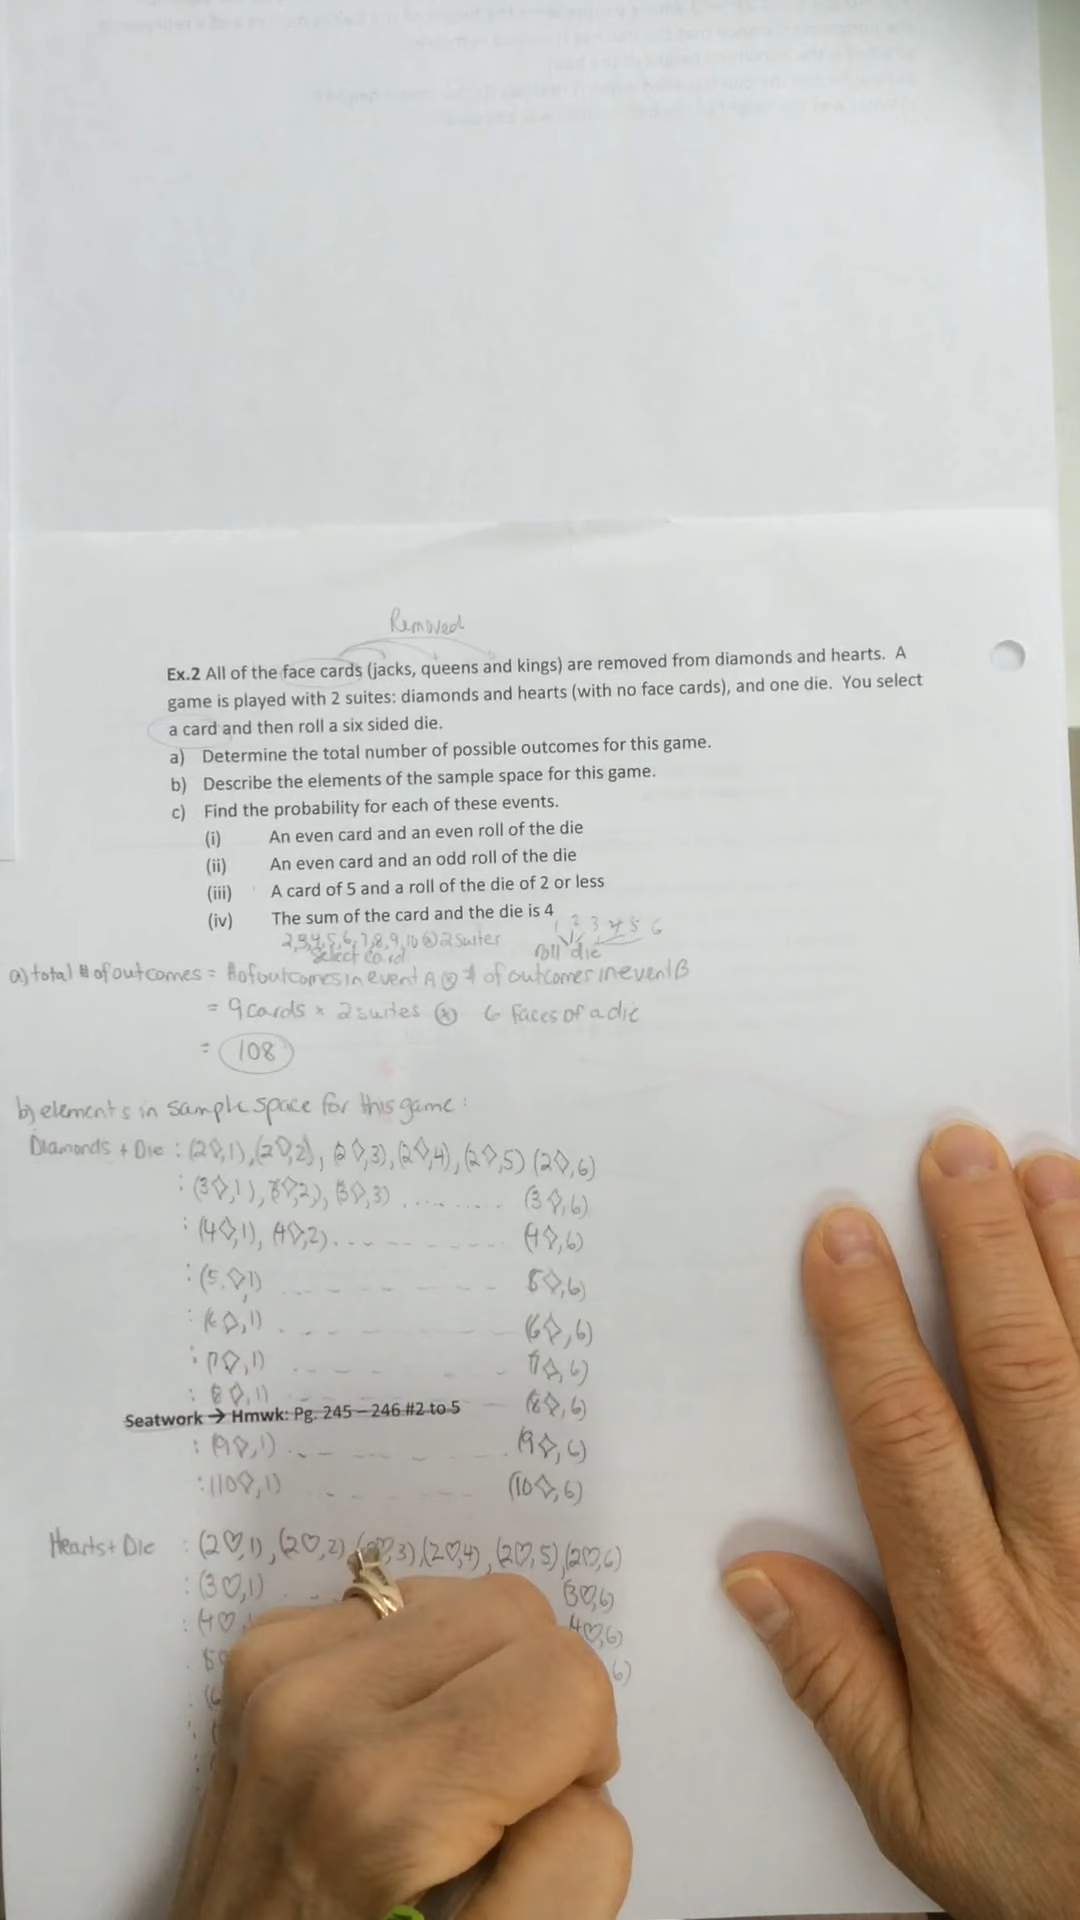 Removed
Ex.2 All of the face cards (jacks, queens and kings) are removed from diamonds and hearts. A
game is played with 2 suites: diamonds and hearts (with no face cards), and one die. You select
a card and then roll a six sided die.
a) Determine the total number of possible outcomes for this game.
b) Describe the elements of the sample space for this game.
c) Find the probability for each of these events.
(i) An even card and an even roll of the die
(ii) An even card and an odd roll of the die
(iii) A card of 5 and a roll of the die of 2 or less
(iv) The sum of the card and the die is 4
1 2 3 4 5 6
2,3,4,5,6,7,8,9,10 ⊗ 2 suites
select card roll die
a) total # of outcomes = # of outcomes in event A ⊗ # of outcomes in event B
= 9 cards × 2 suites ⊗ 6 faces of a die
= 108
b) elements in sample space for this game:
Diamonds + Die : (2♢,1),(2♢,2), (2♢,3),(2♢,4),(2♢,5) (2♢,6)
: (3♢,1), (3♢,2), (3♢,3) .......... (3♢,6)
: (4♢,1), (4♢,2)... - - - - - (4♢,6)
: (5♢,1) ... - - - - - 5♢,6)
: (6♢,1) . - - - - - (6♢,6)
: (7♢,1) - - - - - 7♢,6)
: 8♢,1) - - - - - (8♢,6)
Seatwork → Hmwk: Pg. 245 – 246 #2 to 5
: (9♢,1) . - - - - - (9♢,6)
: (10♢,1) - - - - - (10♢,6)
Hearts + Die : (2♡,1), (2♡,2), 3),(2♡,4), (2♡,5),(2♡,6)
: (3♡,1) 3♡,6)
: (4♡, 4♡,6)
6)
(6